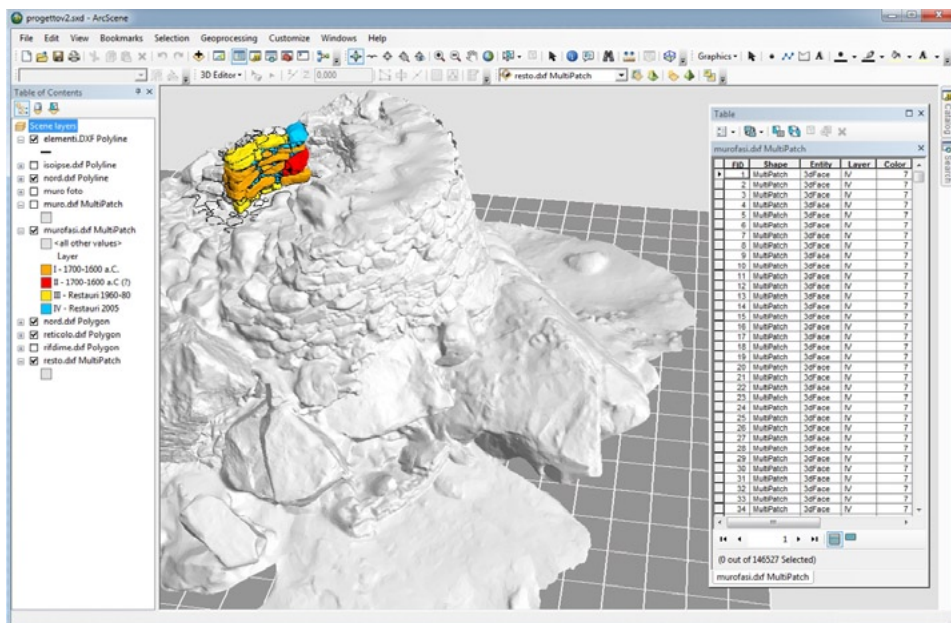 progettov2.sxd - ArcScene
File Edit View Bookmarks Selection Geoprocessing Customize Windows Help
Graphics
3D Editor 0.000 resto.dxf MultiPatch
Table of Contents
Scene layers
elementi.DXF Polyline
isoipse.dxf Polyline
nord.dxf Polyline
muro foto
muro.dxf MultiPatch
murofasi.dxf MultiPatch
<all other values>
Layer
I - 1700-1600 a.C.
II - 1700-1600 a.C (?)
III - Restauri 1960-80
IV - Restauri 2005
nord.dxf Polygon
reticolo.dxf Polygon
rifdime.dxf Polygon
resto.dxf MultiPatch
Table
murofasi.dxf MultiPatch
FID Shape Entity Layer Color
1 MultiPatch 3dFace IV 7
2 MultiPatch 3dFace IV 7
3 MultiPatch 3dFace IV 7
4 MultiPatch 3dFace IV 7
5 MultiPatch 3dFace IV 7
6 MultiPatch 3dFace IV 7
7 MultiPatch 3dFace IV 7
8 MultiPatch 3dFace IV 7
9 MultiPatch 3dFace IV 7
10 MultiPatch 3dFace IV 7
11 MultiPatch 3dFace IV 7
12 MultiPatch 3dFace IV 7
13 MultiPatch 3dFace IV 7
14 MultiPatch 3dFace IV 7
15 MultiPatch 3dFace IV 7
16 MultiPatch 3dFace IV 7
17 MultiPatch 3dFace IV 7
18 MultiPatch 3dFace IV 7
19 MultiPatch 3dFace IV 7
20 MultiPatch 3dFace IV 7
21 MultiPatch 3dFace IV 7
22 MultiPatch 3dFace IV 7
23 MultiPatch 3dFace IV 7
24 MultiPatch 3dFace IV 7
25 MultiPatch 3dFace IV 7
26 MultiPatch 3dFace IV 7
27 MultiPatch 3dFace IV 7
28 MultiPatch 3dFace IV 7
29 MultiPatch 3dFace IV 7
30 MultiPatch 3dFace IV 7
31 MultiPatch 3dFace IV 7
32 MultiPatch 3dFace IV 7
33 MultiPatch 3dFace IV 7
34 MultiPatch 3dFace IV 7
1
(0 out of 146527 Selected)
murofasi.dxf MultiPatch
Catalog
Search